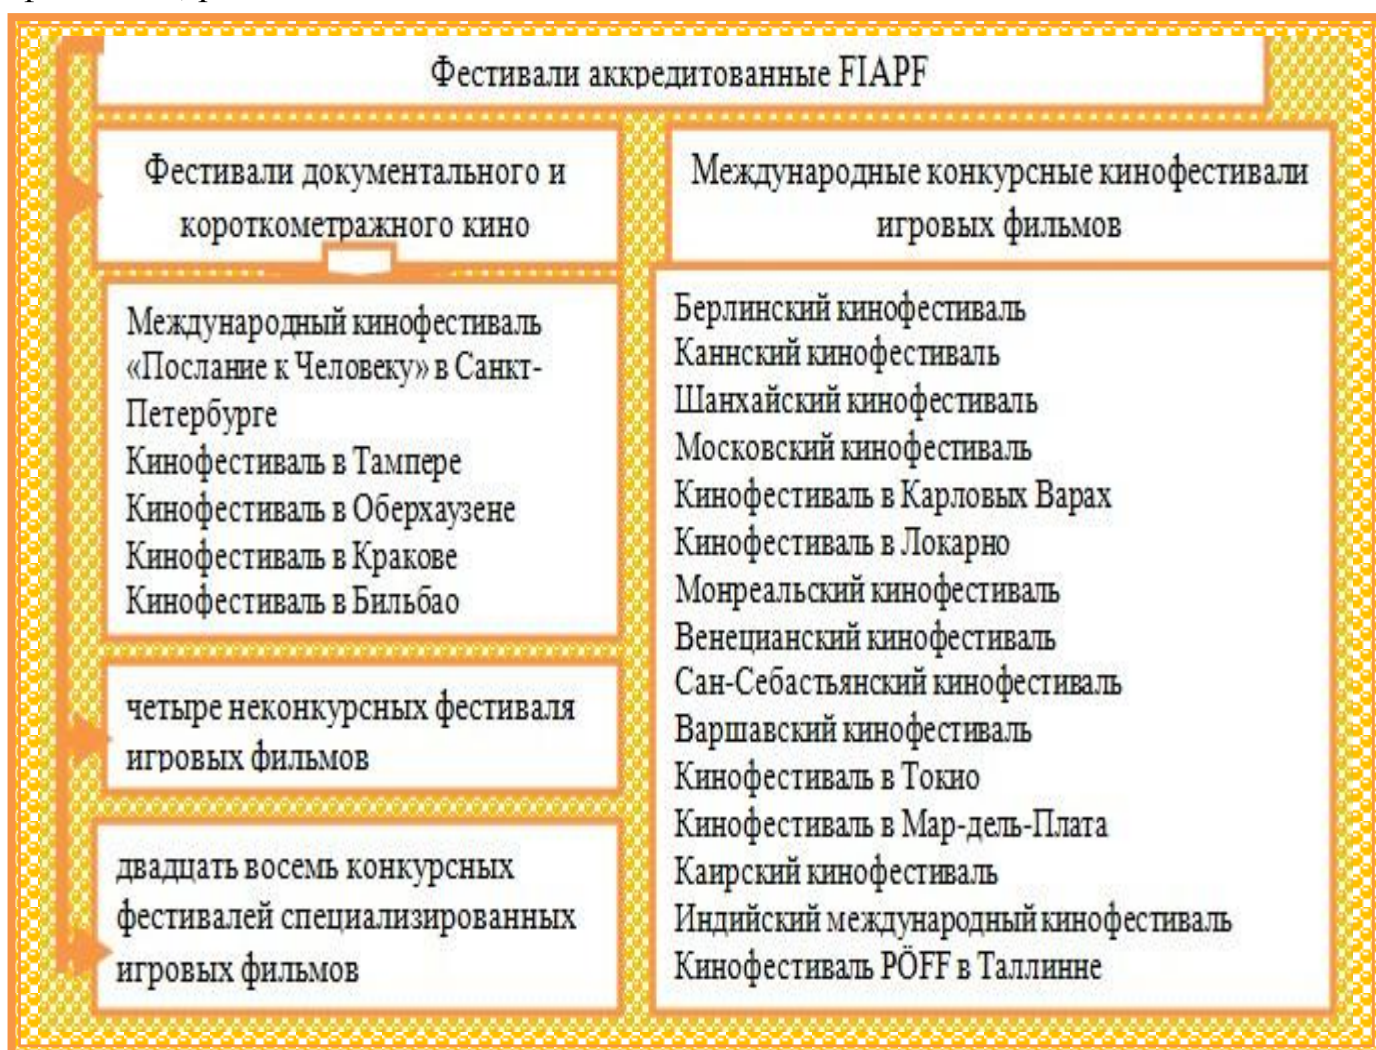 Фестивали аккредитованные FIAPF
Фестивали документального и
короткометражного кино
Международный кинофестиваль
«Послание к Человеку» в Санкт-
Петербурге
Кинофестиваль в Тампере
Кинофестиваль в Оберхаузене
Кинофестиваль в Кракове
Кинофестиваль в Бильбао
четыре неконкурсных фестиваля
игровых фильмов
двадцать восемь конкурсных
фестивалей специализированных
игровых фильмов
Международные конкурсные кинофестивали
игровых фильмов
Берлинский кинофестиваль
Каннский кинофестиваль
Шанхайский кинофестиваль
Московский кинофестиваль
Кинофестиваль в Карловых Варах
Кинофестиваль в Локарно
Монреальский кинофестиваль
Венецианский кинофестиваль
Сан-Себастьянский кинофестиваль
Варшавский кинофестиваль
Кинофестиваль в Токио
Кинофестиваль в Мар-дель-Плата
Каирский кинофестиваль
Индийский международный кинофестиваль
Кинофестиваль PÖFF в Таллинне